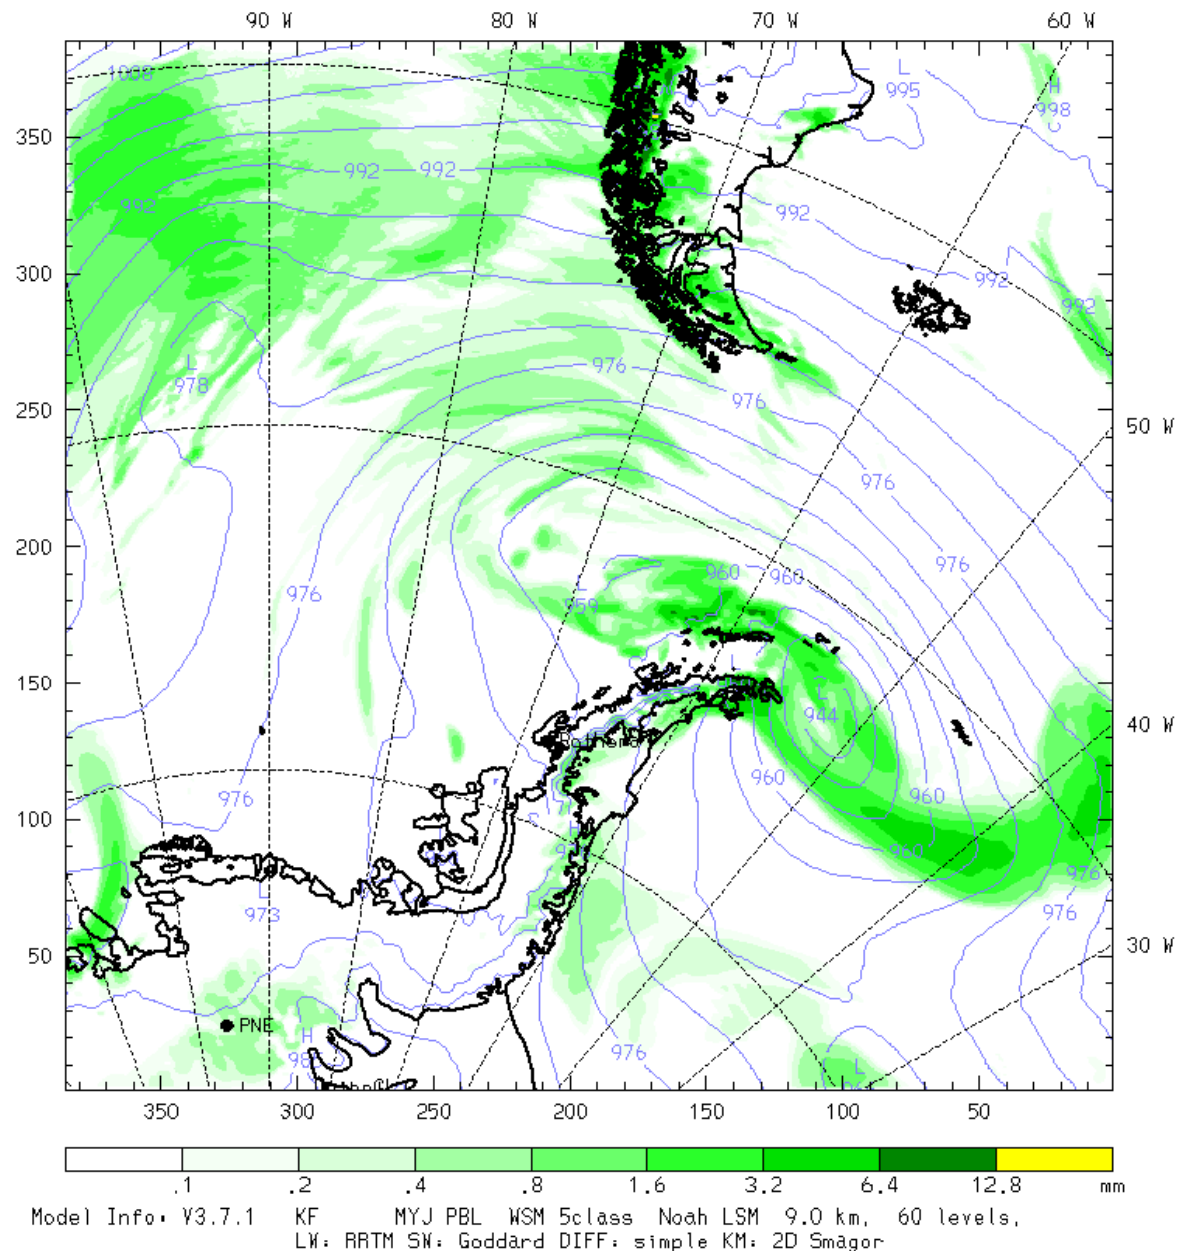 90 W 80 W 70 W 60 W
1008
L
995
H
998
350
992 992
992
992
300
992
992
L
978
976
250
976
50 W
976
200
976
960 960
976
L
959
150
L
944
40 W
Rothera
960
976
960
100
H
960
976
L
973
976
50
30 W
PNE
H
976
L
350 300 250 200 150 100 50
.1 .2 .4 .8 1.6 3.2 6.4 12.8 mm
Model Info: V3.7.1 KF MYJ PBL WSM 5class Noah LSM 9.0 km, 60 levels,
LW: RRTM SW: Goddard DIFF: simple KM: 2D Smagor